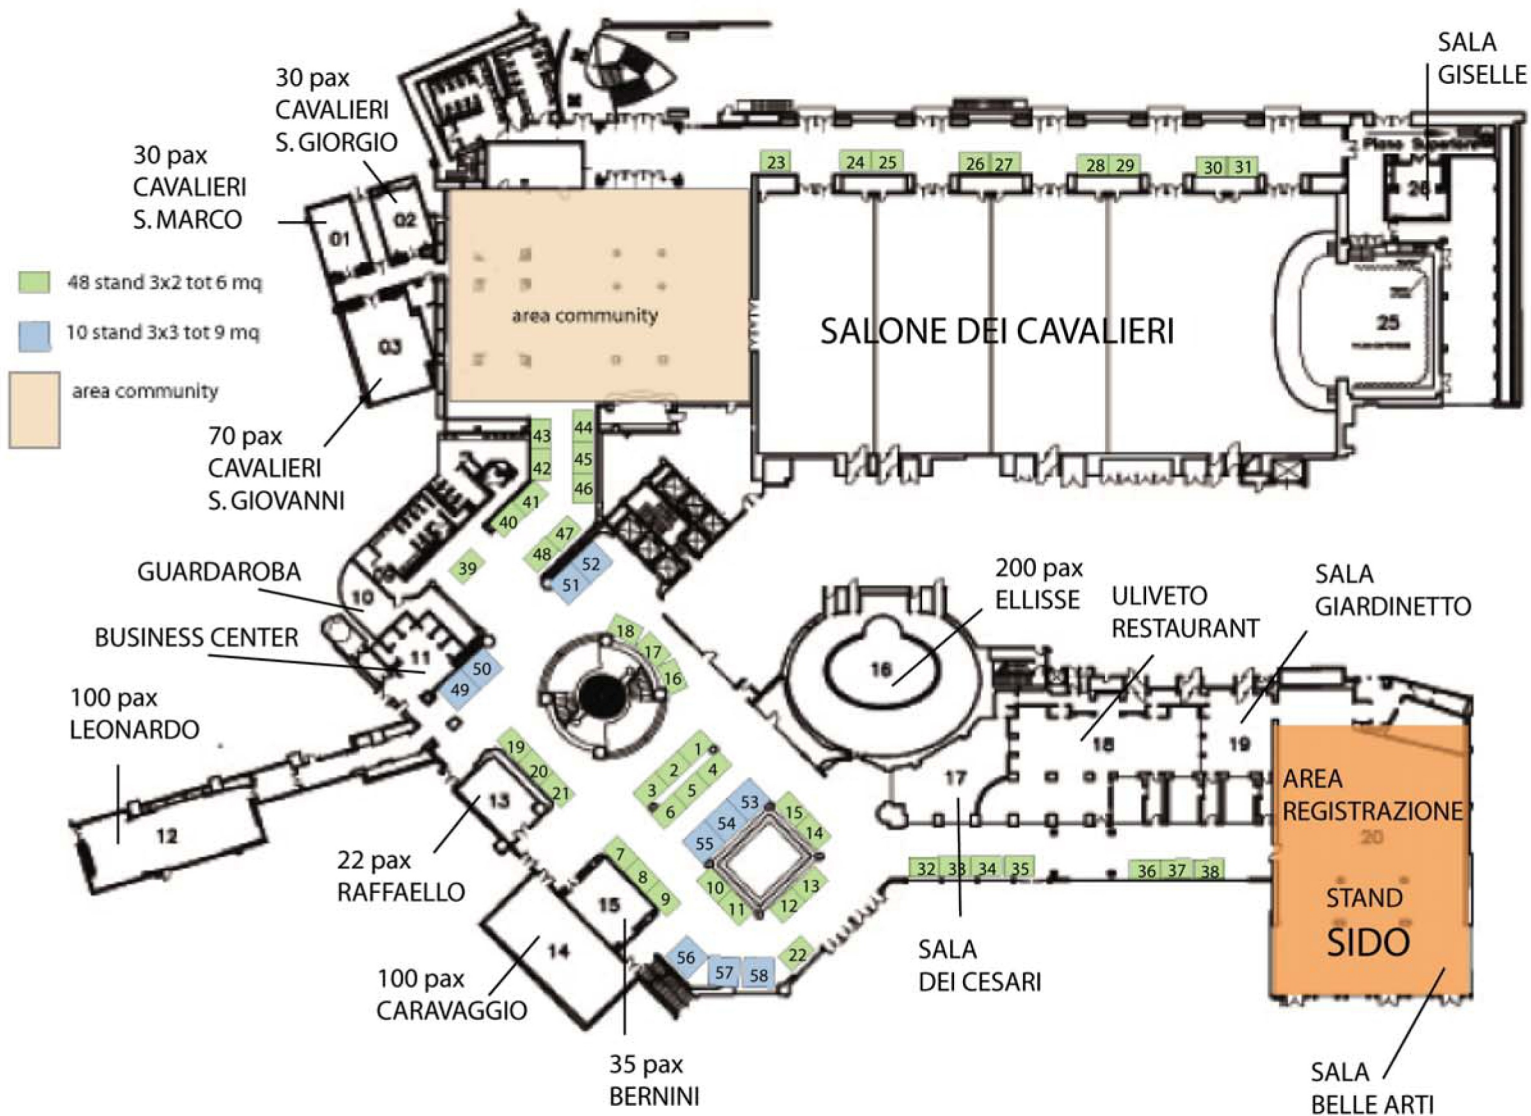 SALA
GISELLE
30 pax
CAVALIERI
S. GIORGIO
30 pax
CAVALIERI
S. MARCO
Piano Superiore
26
23
24 25
26 27
28 29
30 31
01
02
03
48 stand 3x2 tot 6 mq
10 stand 3x3 tot 9 mq
area community
area community
SALONE DEI CAVALIERI
25
70 pax
CAVALIERI
S. GIOVANNI
43
42
41
40
39
44
45
46
47
48
52
51
GUARDAROBA
10
BUSINESS CENTER
11
50
49
100 pax
LEONARDO
12
18
17
16
19
20
21
13
22 pax
RAFFAELLO
1
2
3
4
5
6
53
54
55
15
14
13
12
10
11
7
8
9
15
14
100 pax
CARAVAGGIO
35 pax
BERNINI
56
57
58
22
200 pax
ELLISSE
16
ULIVETO
RESTAURANT
SALA
GIARDINETTO
18
19
17
32 33 34 35
36 37 38
SALA
DEI CESARI
AREA
REGISTRAZIONE
20
STAND
SIDO
SALA
BELLE ARTI